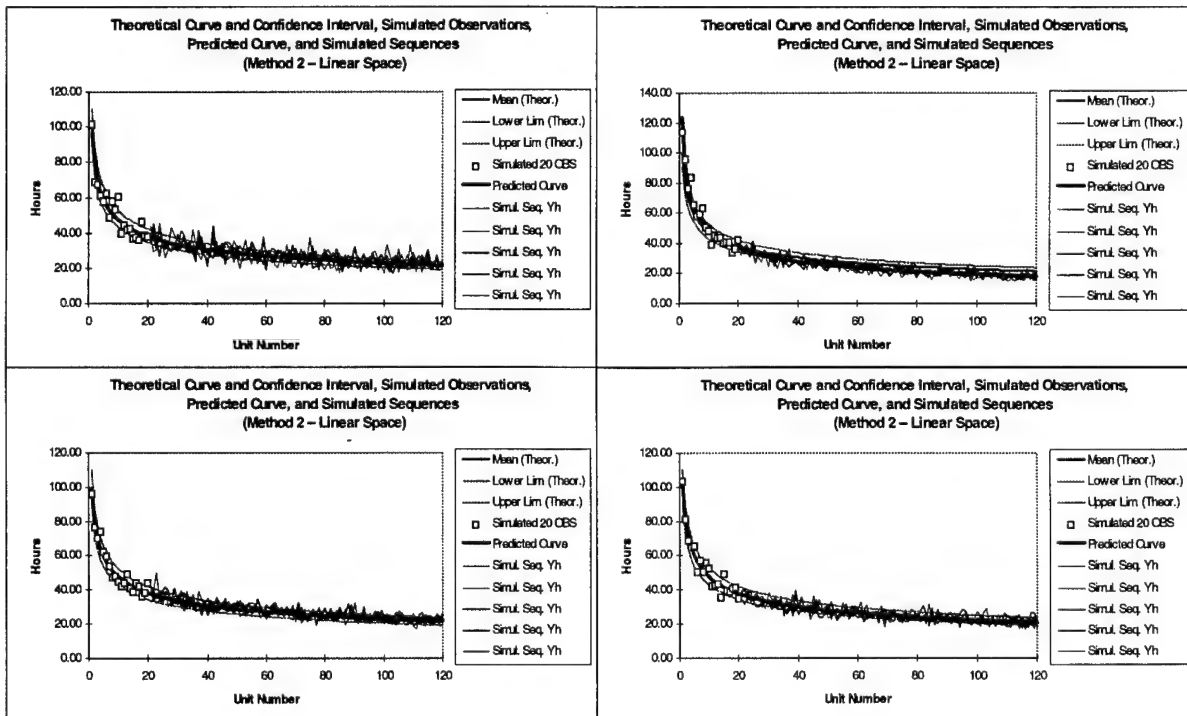 Theoretical Curve and Confidence Interval, Simulated Observations,
Predicted Curve, and Simulated Sequences
(Method 2 – Linear Space)
120.00
100.00
80.00
60.00
40.00
20.00
0.00
Hours
0 20 40 60 80 100 120
Unit Number
Mean (Theor.)
Lower Lim (Theor.)
Upper Lim (Theor.)
Simulated 20 OBS
Predicted Curve
Simul. Seq. Yh
Simul. Seq. Yh
Simul. Seq. Yh
Simul. Seq. Yh
Simul. Seq. Yh
Theoretical Curve and Confidence Interval, Simulated Observations,
Predicted Curve, and Simulated Sequences
(Method 2 – Linear Space)
140.00
120.00
100.00
80.00
60.00
40.00
20.00
0.00
Hours
0 20 40 60 80 100 120
Unit Number
Mean (Theor.)
Lower Lim (Theor.)
Upper Lim (Theor.)
Simulated 20 OBS
Predicted Curve
Simul. Seq. Yh
Simul. Seq. Yh
Simul. Seq. Yh
Simul. Seq. Yh
Simul. Seq. Yh
Theoretical Curve and Confidence Interval, Simulated Observations,
Predicted Curve, and Simulated Sequences
(Method 2 – Linear Space)
120.00
100.00
80.00
60.00
40.00
20.00
0.00
Hours
0 20 40 60 80 100 120
Unit Number
Mean (Theor.)
Lower Lim (Theor.)
Upper Lim (Theor.)
Simulated 20 OBS
Predicted Curve
Simul. Seq. Yh
Simul. Seq. Yh
Simul. Seq. Yh
Simul. Seq. Yh
Simul. Seq. Yh
Theoretical Curve and Confidence Interval, Simulated Observations,
Predicted Curve, and Simulated Sequences
(Method 2 – Linear Space)
120.00
100.00
80.00
60.00
40.00
20.00
0.00
Hours
0 20 40 60 80 100 120
Unit Number
Mean (Theor.)
Lower Lim (Theor.)
Upper Lim (Theor.)
Simulated 20 OBS
Predicted Curve
Simul. Seq. Yh
Simul. Seq. Yh
Simul. Seq. Yh
Simul. Seq. Yh
Simul. Seq. Yh